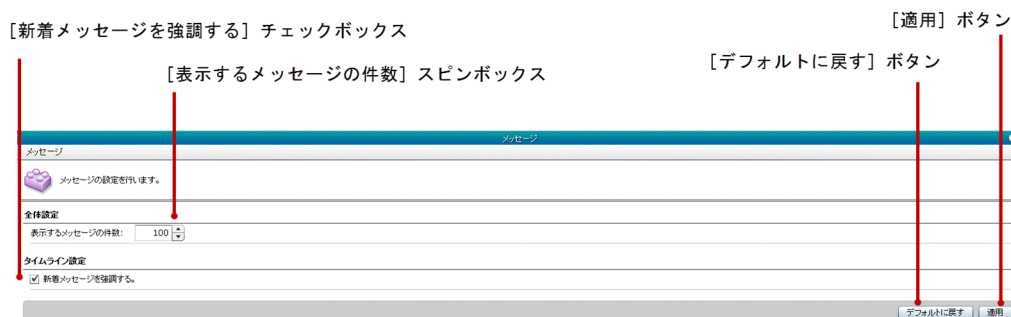 [適用] ボタン
[新着メッセージを強調する] チェックボックス
[デフォルトに戻す] ボタン
[表示するメッセージの件数] スピンボックス
メッセージ
メッセージ
メッセージの設定を行います。
全体設定
表示するメッセージの件数: 100
タイムライン設定
新着メッセージを強調する。
デフォルトに戻す 適用